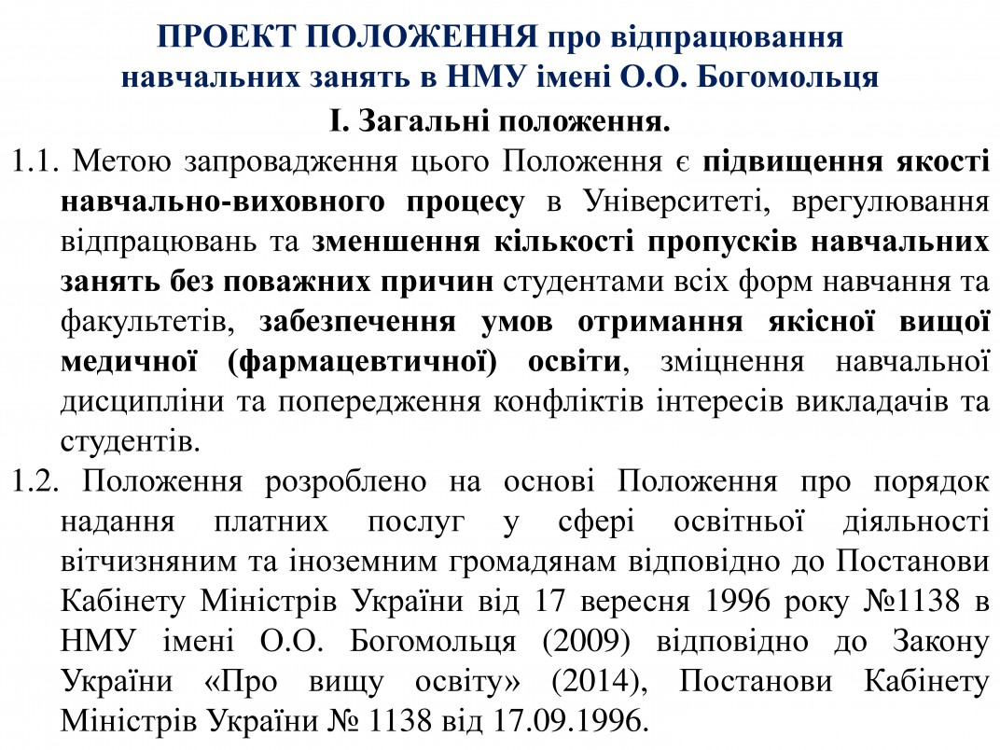 ПРОЕКТ ПОЛОЖЕННЯ про відпрацювання
навчальних занять в НМУ імені О.О. Богомольця
І. Загальні положення.
1.1. Метою запровадження цього Положення є підвищення якості
навчально-виховного процесу в Університеті, врегулювання
відпрацювань та зменшення кількості пропусків навчальних
занять без поважних причин студентами всіх форм навчання та
факультетів, забезпечення умов отримання якісної вищої
медичної (фармацевтичної) освіти, зміцнення навчальної
дисципліни та попередження конфліктів інтересів викладачів та
студентів.
1.2. Положення розроблено на основі Положення про порядок
надання платних послуг у сфері освітньої діяльності
вітчизняним та іноземним громадянам відповідно до Постанови
Кабінету Міністрів України від 17 вересня 1996 року №1138 в
НМУ імені О.О. Богомольця (2009) відповідно до Закону
України «Про вищу освіту» (2014), Постанови Кабінету
Міністрів України № 1138 від 17.09.1996.